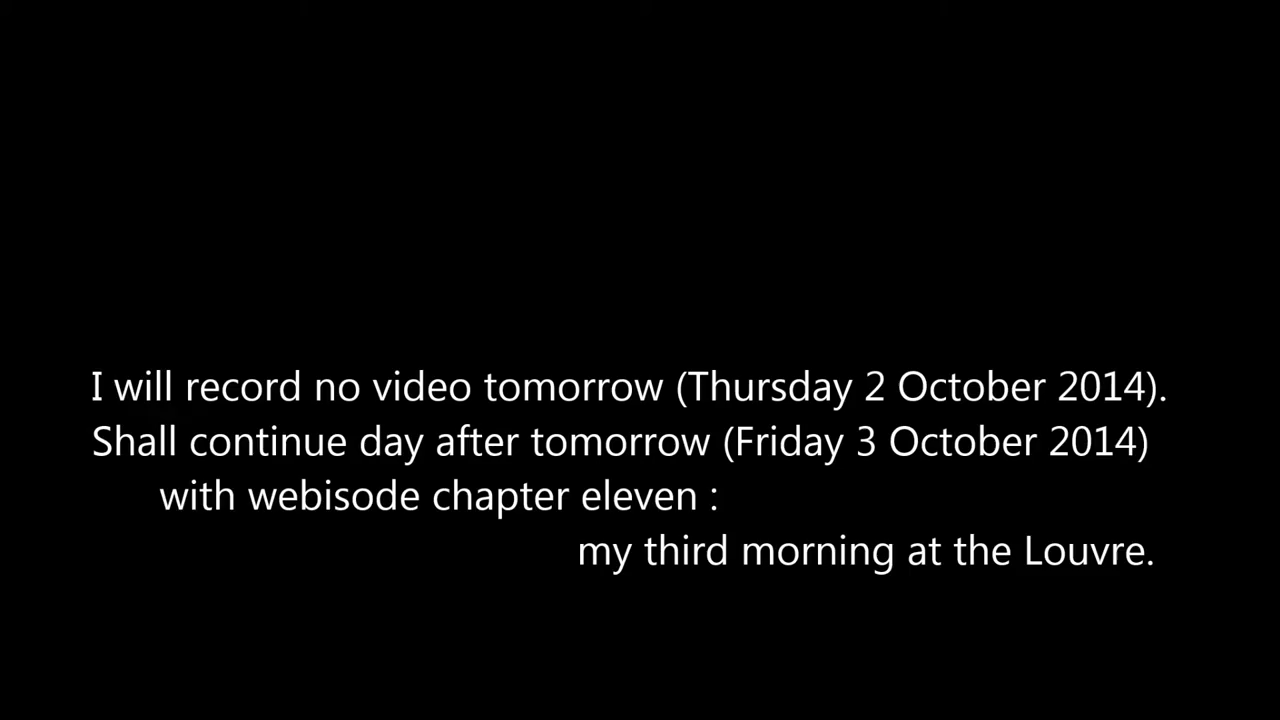 I will record no video tomorrow (Thursday 2 October 2014).
Shall continue day after tomorrow (Friday 3 October 2014)
with webisode chapter eleven :
my third morning at the Louvre.